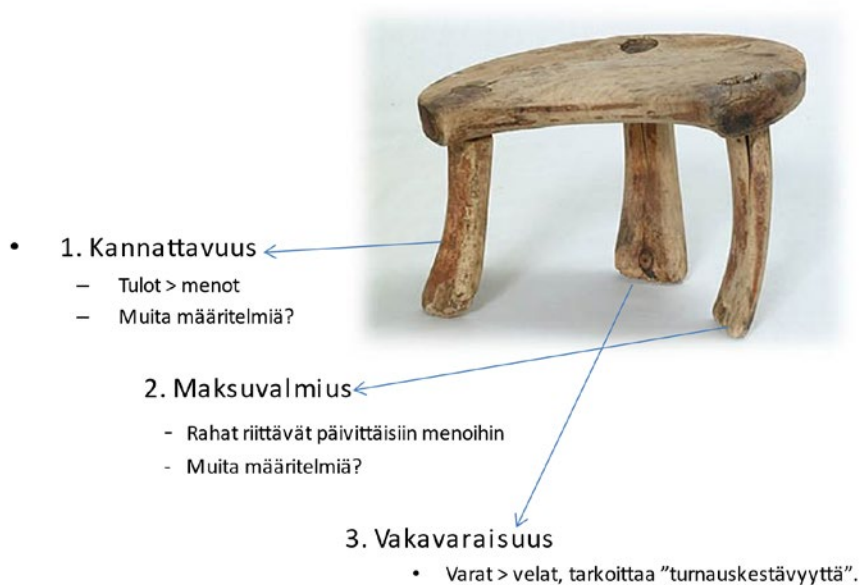 • 1. Kannattavuus
– Tulot > menot
– Muita määritelmiä?
2. Maksuvalmius
- Rahat riittävät päivittäisiin menoihin
- Muita määritelmiä?
3. Vakavaraisuus
• Varat > velat, tarkoittaa ”turnauskestävyyttä”.